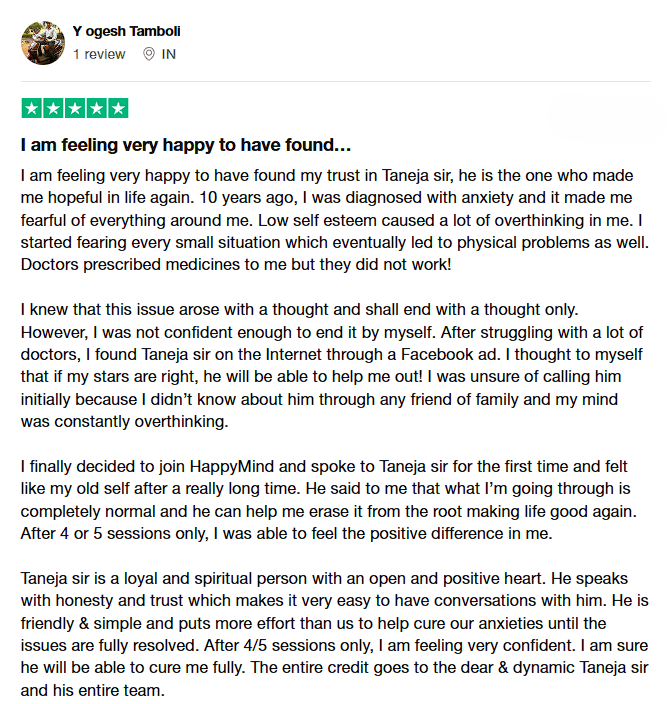 Y ogesh Tamboli
1 review IN
I am feeling very happy to have found…
I am feeling very happy to have found my trust in Taneja sir, he is the one who made
me hopeful in life again. 10 years ago, I was diagnosed with anxiety and it made me
fearful of everything around me. Low self esteem caused a lot of overthinking in me. I
started fearing every small situation which eventually led to physical problems as well.
Doctors prescribed medicines to me but they did not work!
I knew that this issue arose with a thought and shall end with a thought only.
However, I was not confident enough to end it by myself. After struggling with a lot of
doctors, I found Taneja sir on the Internet through a Facebook ad. I thought to myself
that if my stars are right, he will be able to help me out! I was unsure of calling him
initially because I didn’t know about him through any friend of family and my mind
was constantly overthinking.
I finally decided to join HappyMind and spoke to Taneja sir for the first time and felt
like my old self after a really long time. He said to me that what I’m going through is
completely normal and he can help me erase it from the root making life good again.
After 4 or 5 sessions only, I was able to feel the positive difference in me.
Taneja sir is a loyal and spiritual person with an open and positive heart. He speaks
with honesty and trust which makes it very easy to have conversations with him. He is
friendly & simple and puts more effort than us to help cure our anxieties until the
issues are fully resolved. After 4/5 sessions only, I am feeling very confident. I am sure
he will be able to cure me fully. The entire credit goes to the dear & dynamic Taneja sir
and his entire team.